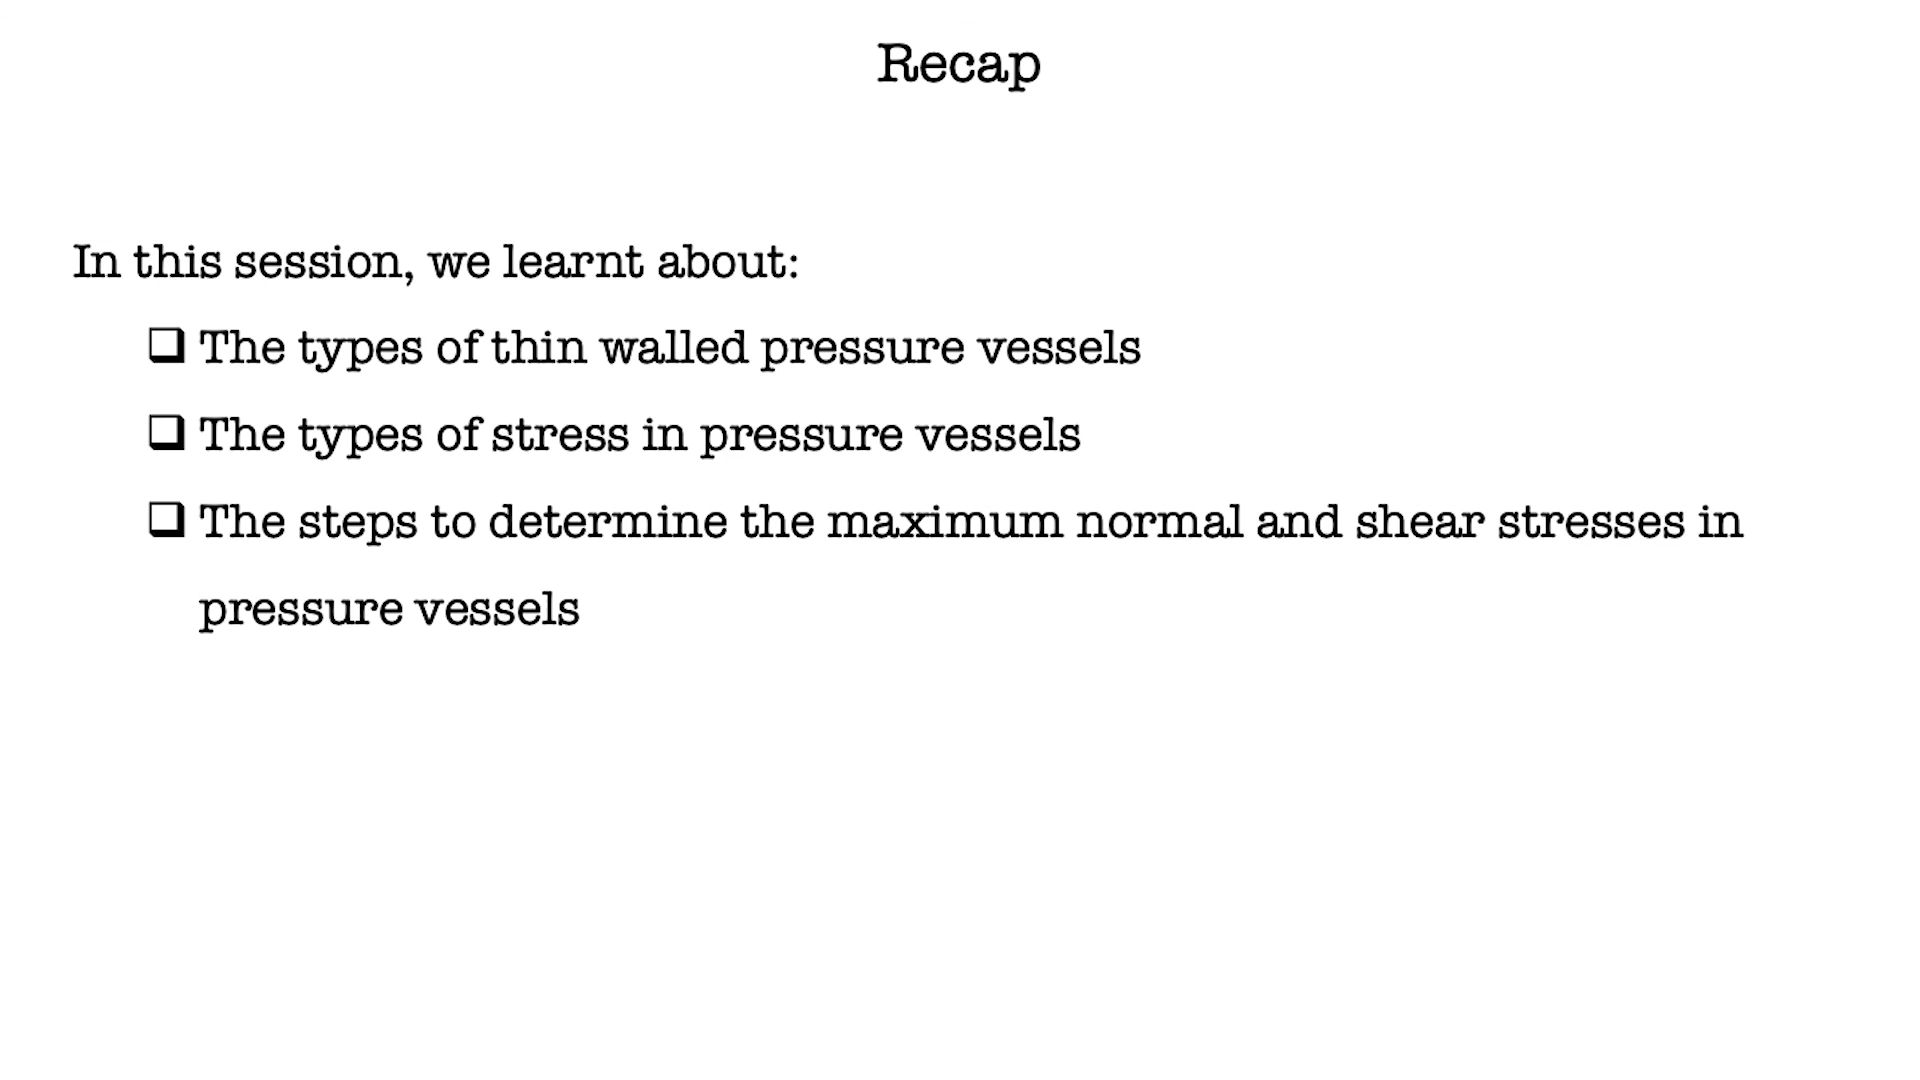 Recap
In this session, we learnt about:
❑ The types of thin walled pressure vessels
❑ The types of stress in pressure vessels
❑ The steps to determine the maximum normal and shear stresses in
pressure vessels